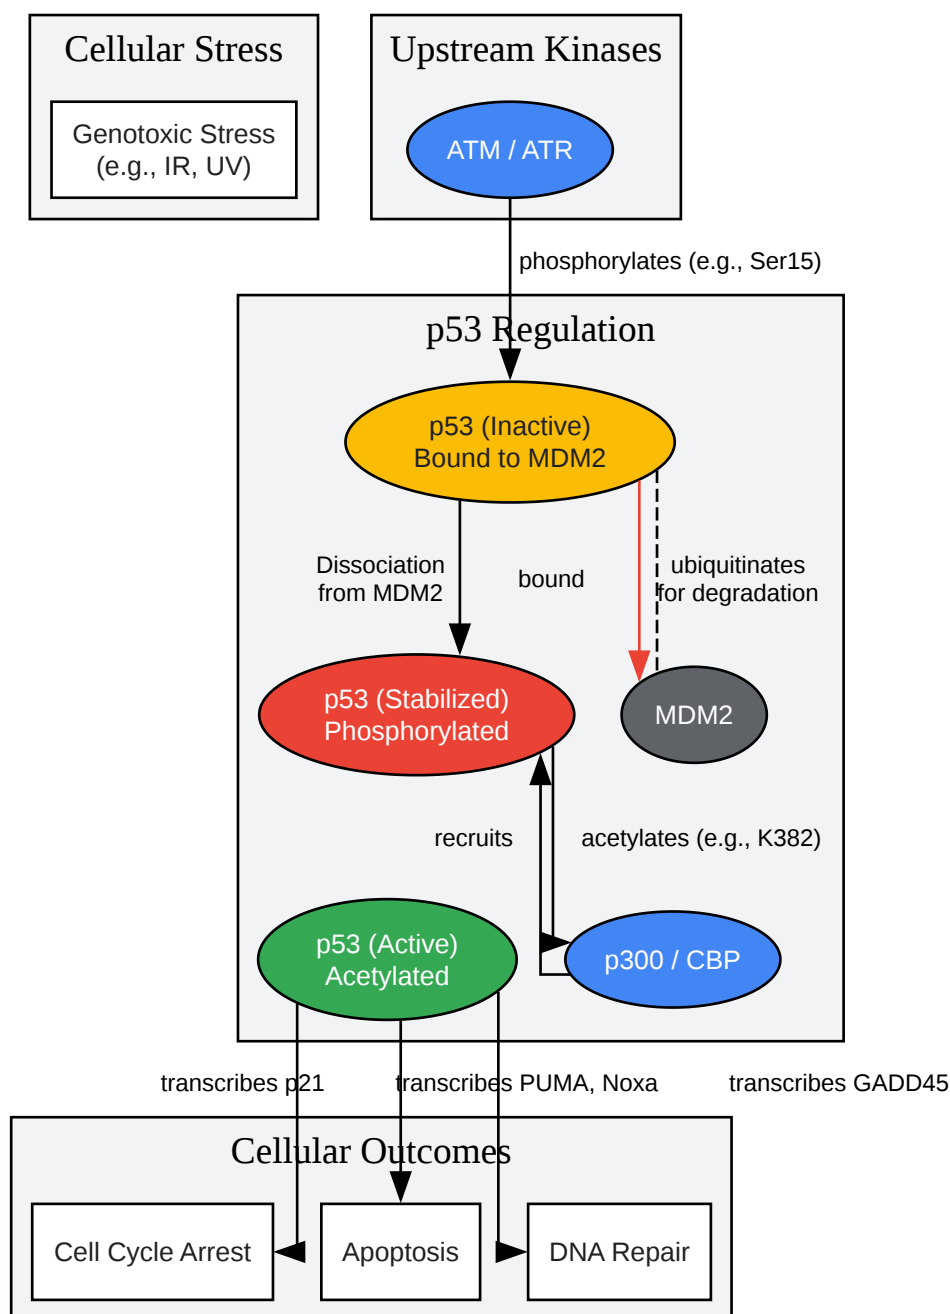 Cellular Stress
Genotoxic Stress
(e.g., IR, UV)
Upstream Kinases
ATM / ATR
phosphorylates (e.g., Ser15)
p53 Regulation
p53 (Inactive)
Bound to MDM2
Dissociation
from MDM2
bound
ubiquitinates
for degradation
p53 (Stabilized)
Phosphorylated
MDM2
recruits
acetylates (e.g., K382)
p53 (Active)
Acetylated
p300 / CBP
transcribes p21
transcribes PUMA, Noxa
transcribes GADD45
Cellular Outcomes
Cell Cycle Arrest
Apoptosis
DNA Repair